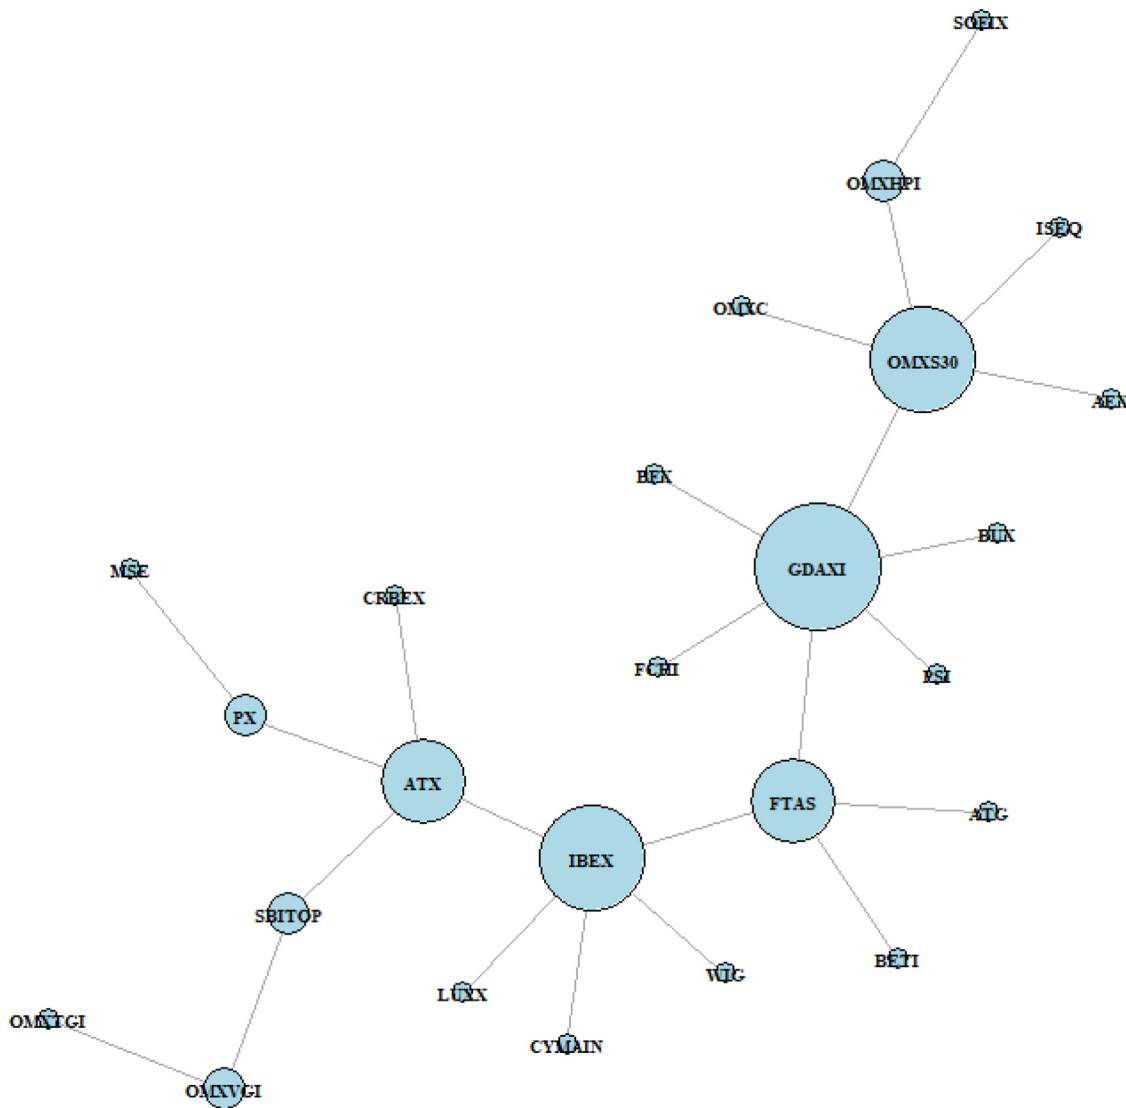 SOFIX
OMXHPI
ISEQ
OMXC
OMXS30
AEX
BFX
BUX
GDAXI
MSE
CRBEX
FCHI
PSI
PX
ATX
FTAS
ATG
IBEX
SBITOP
BETI
WIG
LUXX
OMXTGI
CYMAIN
OMXVGI